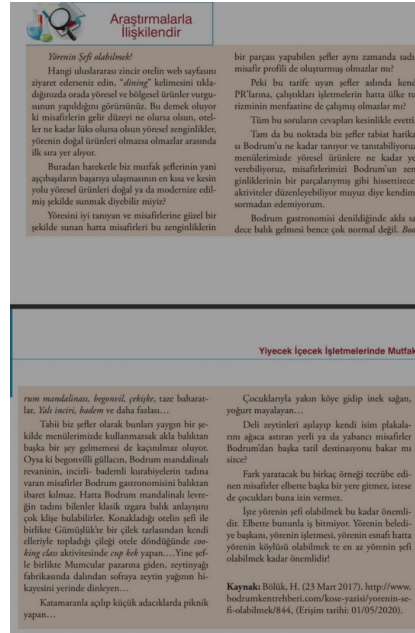 Araştırmalarla
İlişkilendir
Yörenin Şefi olabilmek!
Hangi uluslararası zincir otelin web sayfasını
ziyaret ederseniz edin, "dining" kelimesini tıkla-
dığınızda orada yöresel ve bölgesel ürünler vurgu-
sunun yapıldığını görürsünüz. Bu demek oluyor
ki misafirlerin gelir düzeyi ne olursa olsun, otel-
ler ne kadar lüks olursa olsun yöresel zenginlikler,
yörenin doğal ürünleri olmazsa olmazlar arasında
ilk sıra yer alıyor.
Buradan hareketle biz mutfak şeflerinin yani
aşçıbaşıların başarıya ulaşmasının en kısa ve kesin
yolu yöresel ürünleri doğal ya da modernize edil-
miş şekilde sunmak diyebilir miyiz?
Yöresini iyi tanıyan ve misafirlerine güzel bir
şekilde sunan hatta misafirleri bu zenginliklerin
bir parçası yapabilen şefler aynı zamanda sadı
misafir profili de oluşturmuş olmazlar mı?
Peki bu tarife uyan şefler aslında kend
PR'larına, çalıştıkları işletmelerin hatta ülke tu
rizminin menfaatine de çalışmış olmazlar mı?
Tüm bu soruların cevapları kesinlikle evetti
Tam da bu noktada biz şefler tabiat harika
sı Bodrum'u ne kadar tanıyor ve tanıtabiliyoruz
menülerimizde yöresel ürünlere ne kadar ye
verebiliyoruz, misafirlerimizi Bodrum'un zen
ginliklerinin bir parçalarıymış gibi hissettirece
aktiviteler düzenleyebiliyor muyuz diye kendim
sormadan edemiyorum.
Bodrum gastronomisi denildiğinde akla sa
dece balık gelmesi bence çok normal değil. Bod
Yiyecek İçecek İşletmelerinde Mutfak
rum mandalinası, begonvil, çekişke, taze baharat-
lar, Yalı inciri, badem ve daha fazlası…
Tabii biz şefler olarak bunları yaygın bir şe-
kilde menülerimizde kullanmazsak akla balıktan
başka bir şey gelmemesi de kaçınılmaz oluyor.
Oysa ki begonvilli güllacın, Bodrum mandalinalı
revaninin, incirli- bademli kurabiyelerin tadına
varan misafirler Bodrum gastronomisini balıktan
ibaret kılmaz. Hatta Bodrum mandalinalı levre-
ğin tadını bilenler klasik ızgara balık anlayışını
çok klişe bulabilirler. Konakladığı otelin şefi ile
birlikte Gümüşlük'te bir çilek tarlasından kendi
elleriyle topladığı çileği otele döndüğünde coo-
king class aktivitesinde cup kek yapan….Yine şef-
le birlikte Mumcular pazarına giden, zeytinyağı
fabrikasında dalından sofraya zeytin yağının hi-
kayesini yerinde dinleyen…
Katamaranla açılıp küçük adacıklarda piknik
yapan…
Çocuklarıyla yakın köye gidip inek sağan,
yoğurt mayalayan…
Deli zeytinleri aşılayıp kendi isim plakala-
rını ağaca astıran yerli ya da yabancı misafirler
Bodrum'dan başka tatil destinasyonu bakar mı
sizce?
Fark yaratacak bu birkaç örneği tecrübe edi-
nen misafirler elbette başka bir yere gitmez, istese
de çocukları buna izin vermez.
İşte yörenin şefi olabilmek bu kadar önemli-
dir. Elbette bununla iş bitmiyor. Yörenin beledi-
ye başkanı, yörenin işletmesi, yörenin esnafı hatta
yörenin köylüsü olabilmek te en az yörenin şefi
olabilmek kadar önemlidir!
Kaynak: Bölük, H. (23 Mart 2017). http://www.
bodrumkentrehberi.com/kose-yazisi/yorenin-se-
fi-olabilmek/844, (Erişim tarihi: 01/05/2020).